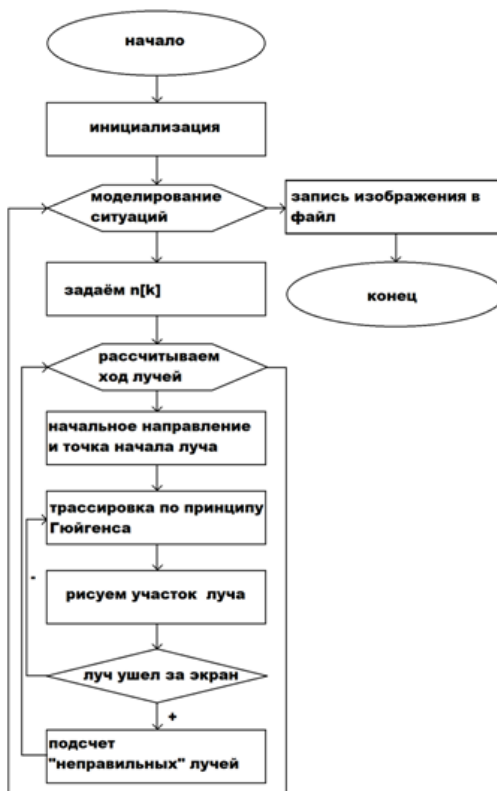 начало
инициализация
моделирование
ситуаций
запись изображения в
файл
задаём n[k]
конец
рассчитываем
ход лучей
начальное направление
и точка начала луча
трассировка по принципу
Гюйгенса
-
рисуем участок луча
луч ушел за экран
+
подсчет
"неправильных" лучей